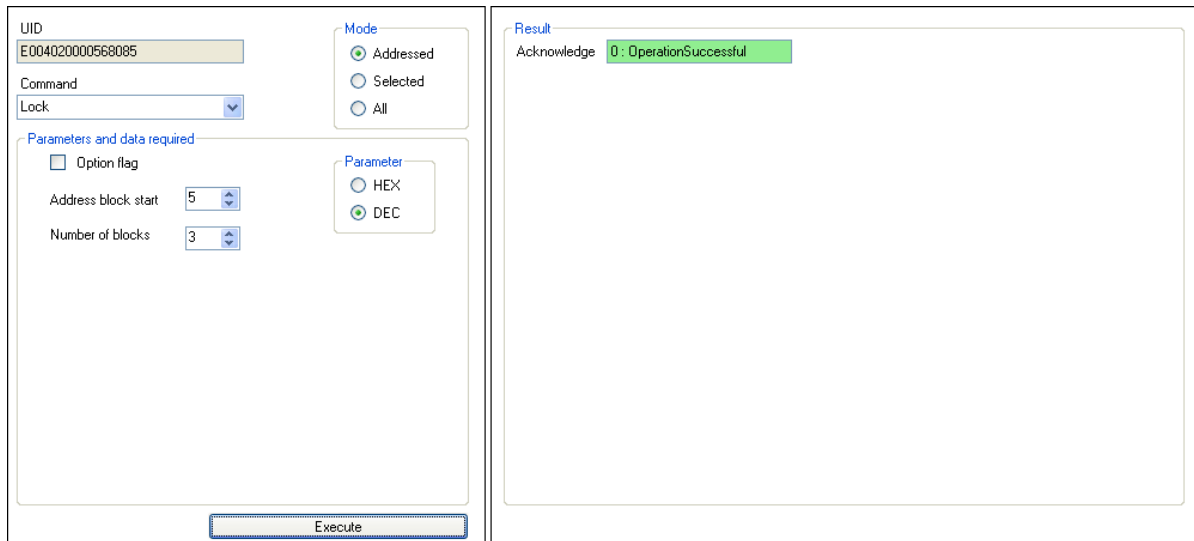 UID
E004020000568085
Command
Lock
Mode
Addressed
Selected
All
Parameters and data required
Option flag
Address block start 5
Number of blocks 3
Parameter
HEX
DEC
Execute
Result
Acknowledge 0 : OperationSuccessful